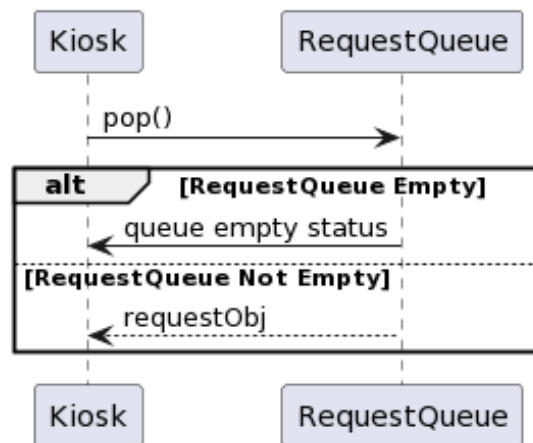 Kiosk RequestQueue
pop()
alt [RequestQueue Empty]
queue empty status
[RequestQueue Not Empty]
requestObj
Kiosk RequestQueue